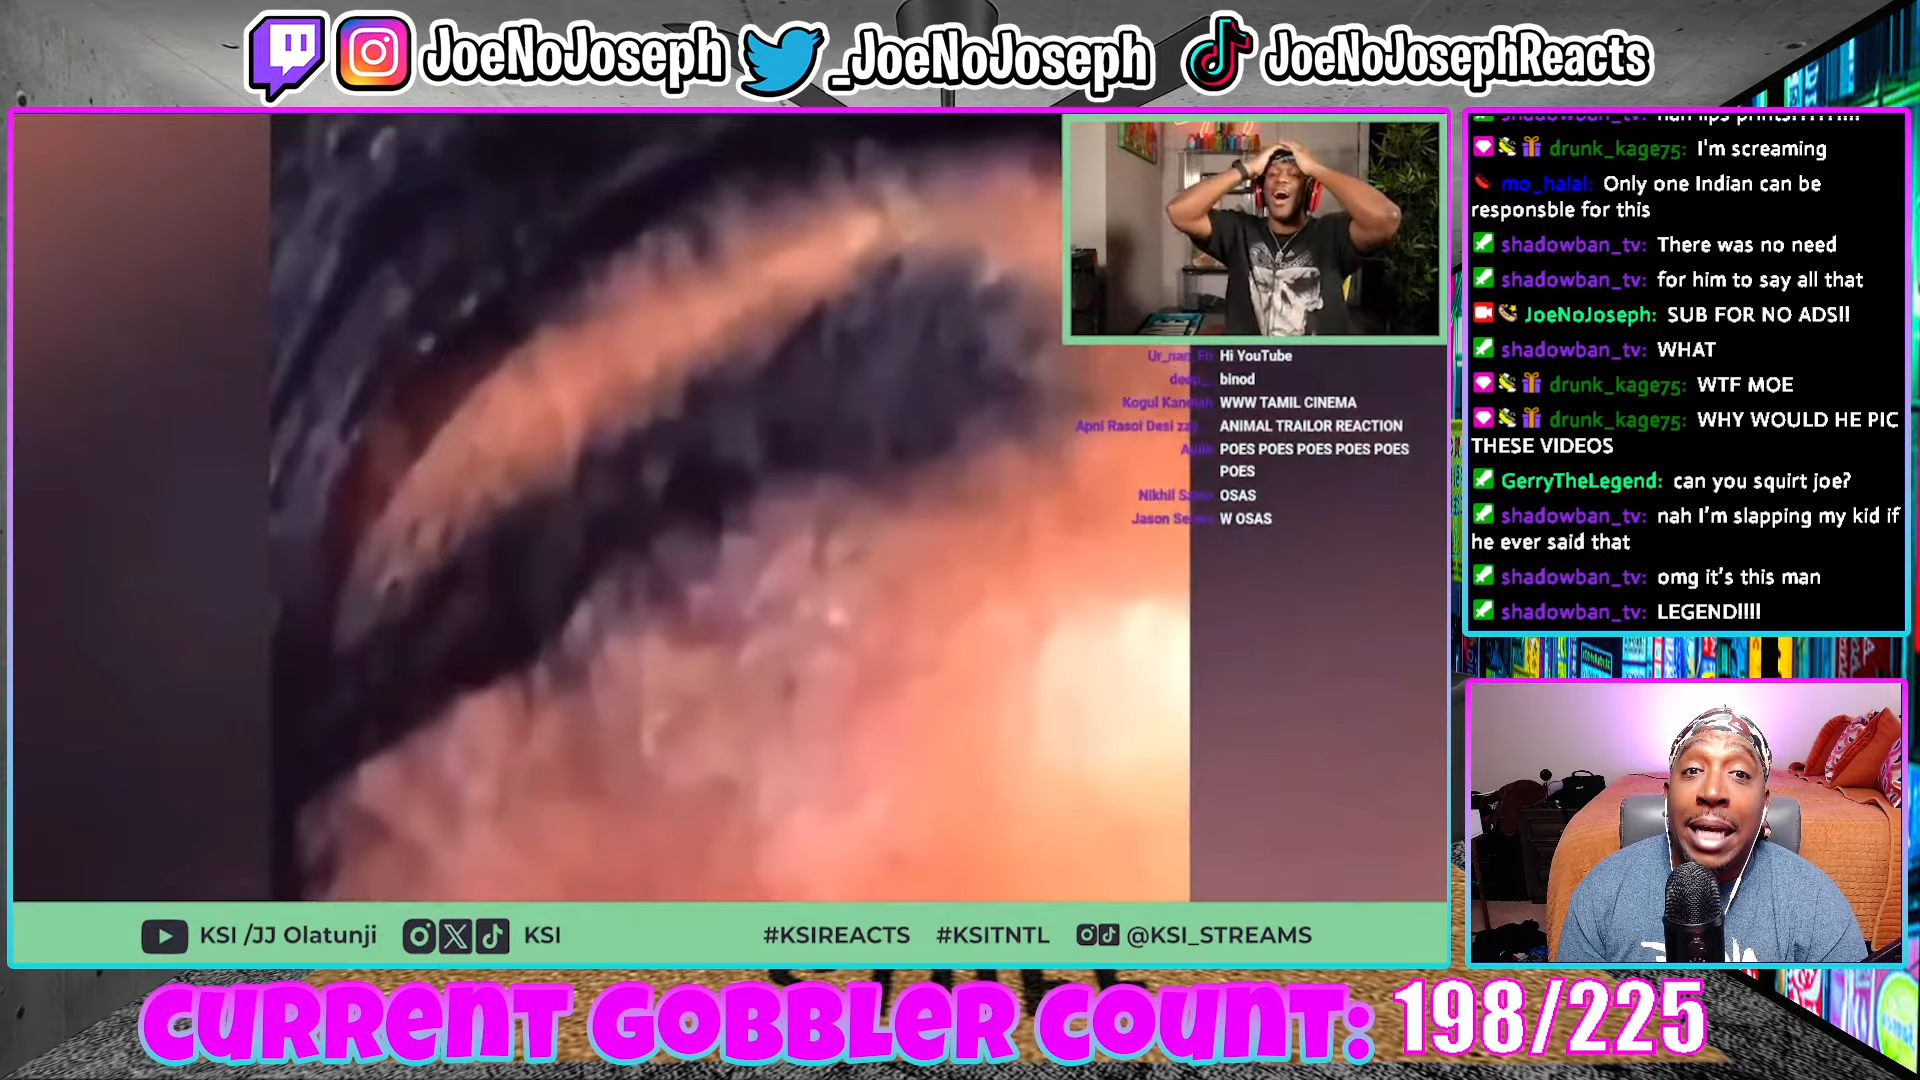 JoeNoJoseph _JoeNoJoseph JoeNoJosephReacts
Hi YouTube
binod
WWW TAMIL CINEMA
ANIMAL TRAILOR REACTION
POES POES POES POES POES
POES
Nikhil OSAS
Jason W OSAS
KSI /JJ Olatunji KSI #KSIREACTS #KSITNTL @KSI_STREAMS
shadowban_tv:
drunk_kage75: I'm screaming
mo_halal: Only one Indian can be
responsble for this
shadowban_tv: There was no need
shadowban_tv: for him to say all that
JoeNoJoseph: SUB FOR NO ADS!!
shadowban_tv: WHAT
drunk_kage75: WTF MOE
drunk_kage75: WHY WOULD HE PIC
THESE VIDEOS
GerryTheLegend: can you squirt joe?
shadowban_tv: nah I'm slapping my kid if
he ever said that
shadowban_tv: omg it's this man
shadowban_tv: LEGEND!!!!
CURRENT GOBBLER COUNT: 198/225